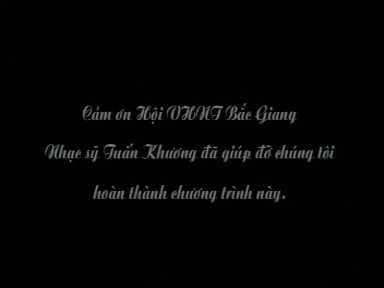 Cảm ơn Hội VHNT Bắc Giang
Nhạc sỹ Tuấn Khương đã giúp đỡ chúng tôi
hoàn thành chương trình này.